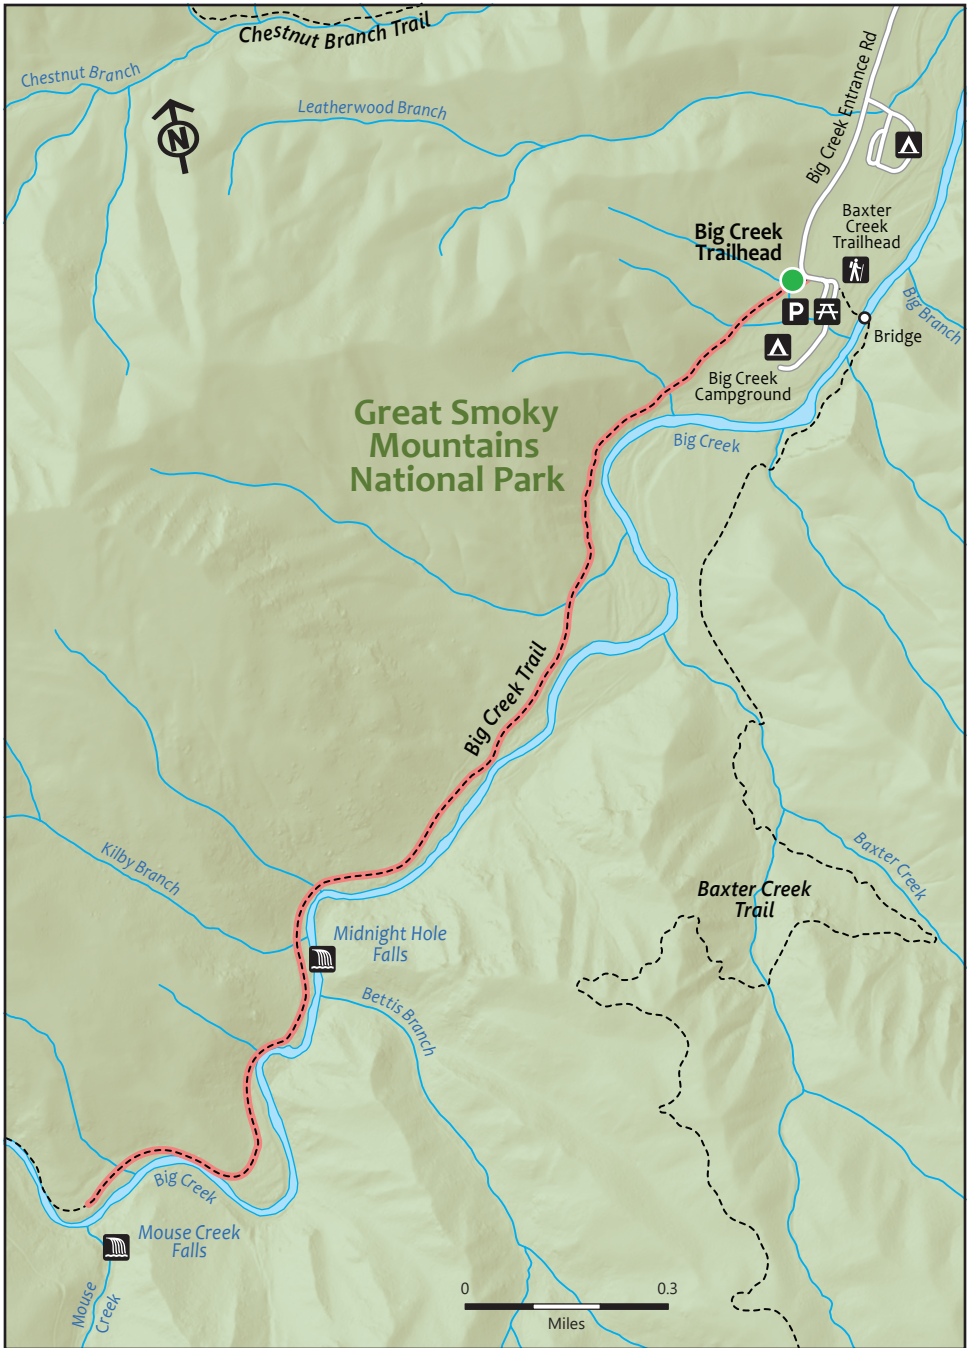 Chestnut Branch Trail
Chestnut Branch
Leatherwood Branch
N
Big Creek Entrance Rd
Baxter
Creek
Trailhead
Big Creek
Trailhead
P
Big Branch
Bridge
Big Creek
Campground
Great Smoky
Mountains
National Park
Big Creek
Big Creek Trail
Kilby Branch
Baxter Creek
Baxter Creek
Trail
Midnight Hole
Falls
Bettis Branch
Big Creek
Mouse Creek
Falls
Mouse
Creek
0 0.3
Miles